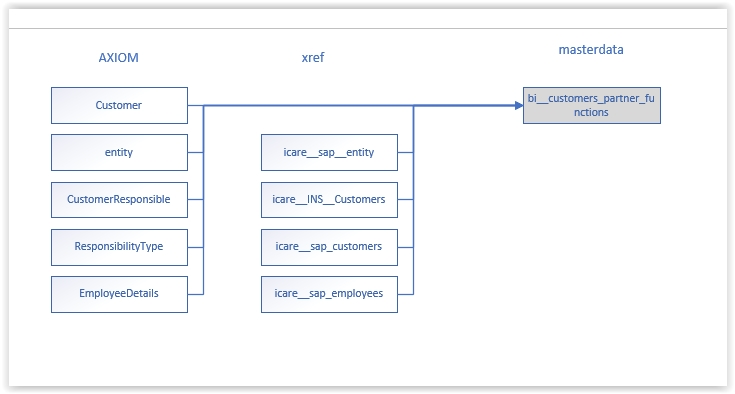 AXIOM
xref
masterdata
Customer
bi__customers_partner_fu
nctions
entity
icare__sap__entity
CustomerResponsible
icare__INS__Customers
ResponsibilityType
icare__sap_customers
EmployeeDetails
icare__sap_employees